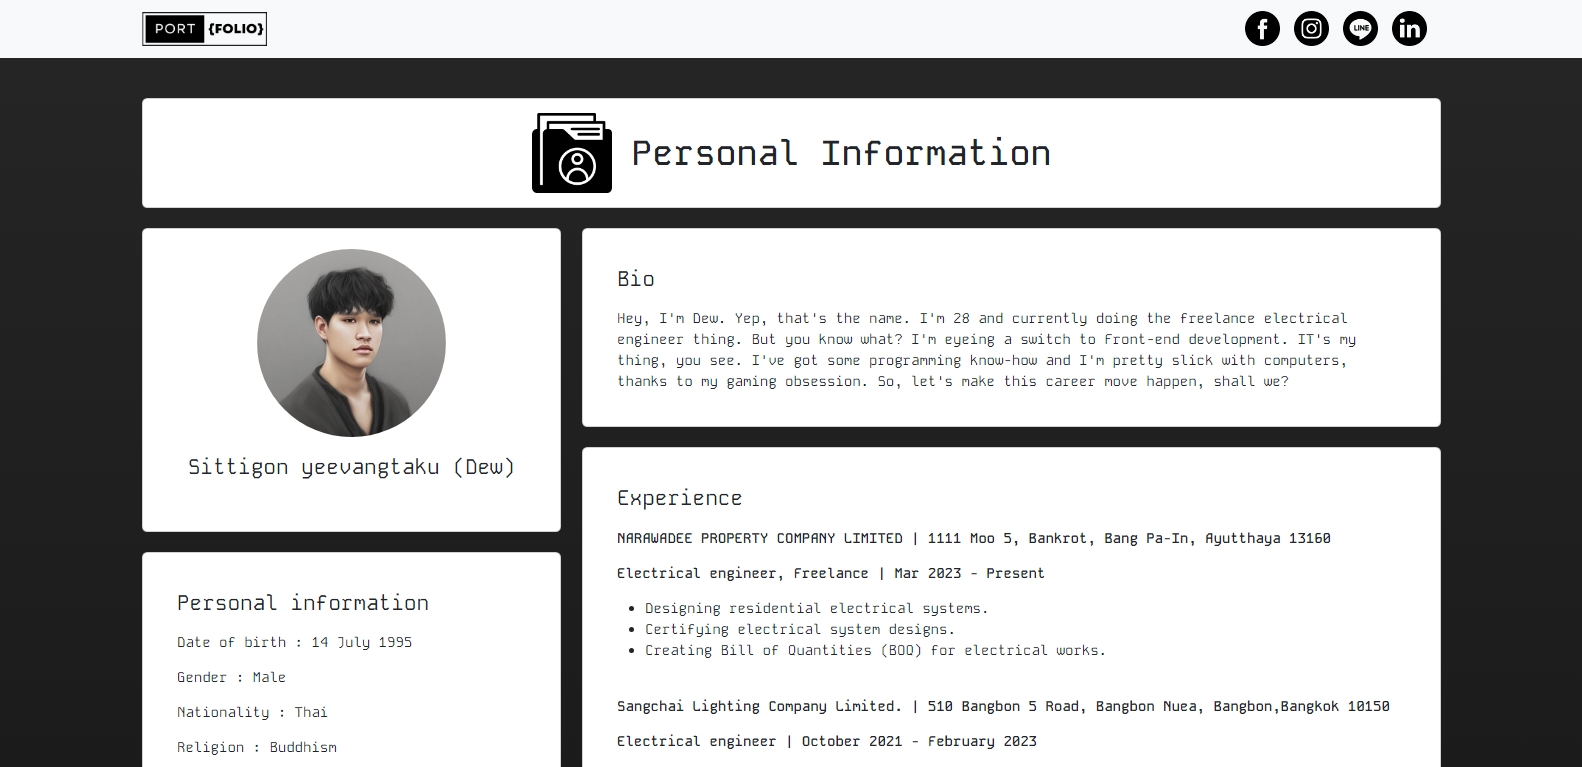 PORT {FOLIO}
LINE
Personal Information
Sittigon yeevangtaku (Dew)
Personal information
Date of birth : 14 July 1995
Gender : Male
Nationality : Thai
Religion : Buddhism
Bio
Hey, I'm Dew. Yep, that's the name. I'm 28 and currently doing the freelance electrical
engineer thing. But you know what? I'm eyeing a switch to front-end development. IT's my
thing, you see. I've got some programming know-how and I'm pretty slick with computers,
thanks to my gaming obsession. So, let's make this career move happen, shall we?
Experience
NARAWADEE PROPERTY COMPANY LIMITED | 1111 Moo 5, Bankrot, Bang Pa-In, Ayutthaya 13160
Electrical engineer, Freelance | Mar 2023 - Present
• Designing residential electrical systems.
• Certifying electrical system designs.
• Creating Bill of Quantities (BOQ) for electrical works.
Sangchai Lighting Company Limited. | 510 Bangbon 5 Road, Bangbon Nuea, Bangbon,Bangkok 10150
Electrical engineer | October 2021 - February 2023